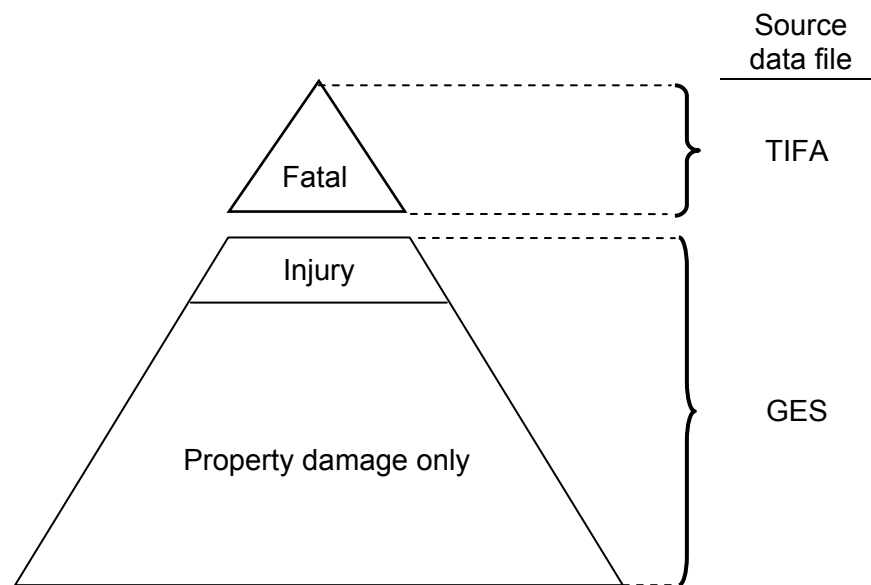 Source
data file
TIFA
Fatal
Injury
GES
Property damage only